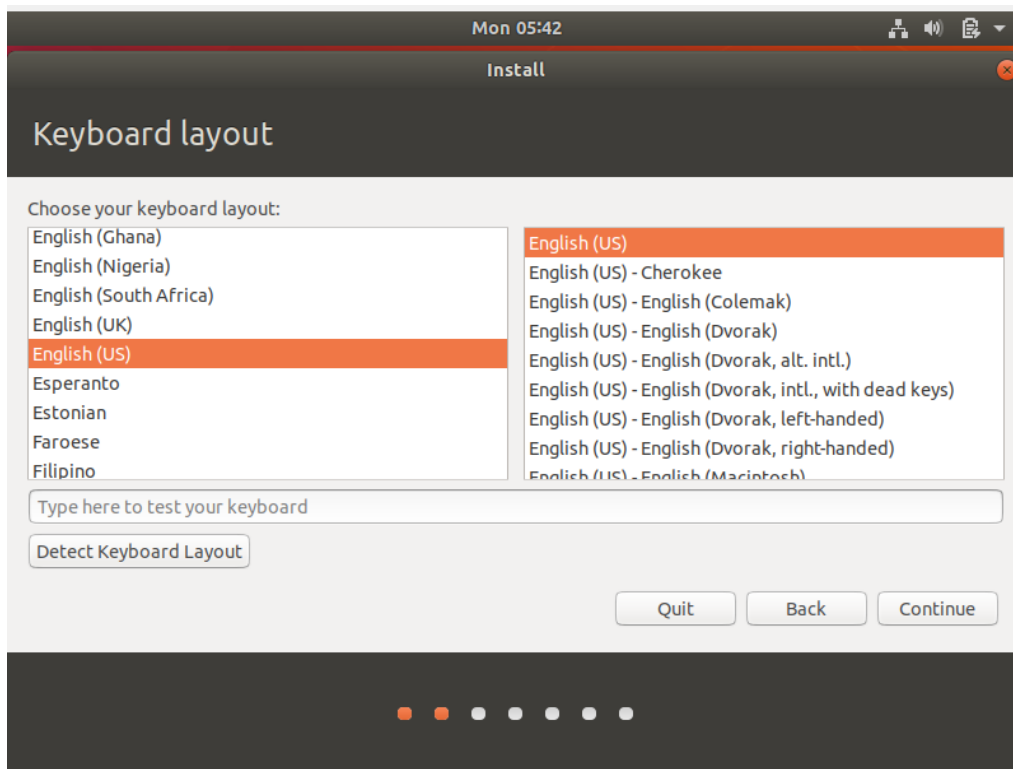 Mon 05:42
Install
Keyboard layout
Choose your keyboard layout:
English (Ghana)
English (Nigeria)
English (South Africa)
English (UK)
English (US)
Esperanto
Estonian
Faroese
Filipino
English (US)
English (US) - Cherokee
English (US) - English (Colemak)
English (US) - English (Dvorak)
English (US) - English (Dvorak, alt. intl.)
English (US) - English (Dvorak, intl., with dead keys)
English (US) - English (Dvorak, left-handed)
English (US) - English (Dvorak, right-handed)
English (US) - English (Macintosh)
Type here to test your keyboard
Detect Keyboard Layout
Quit
Back
Continue